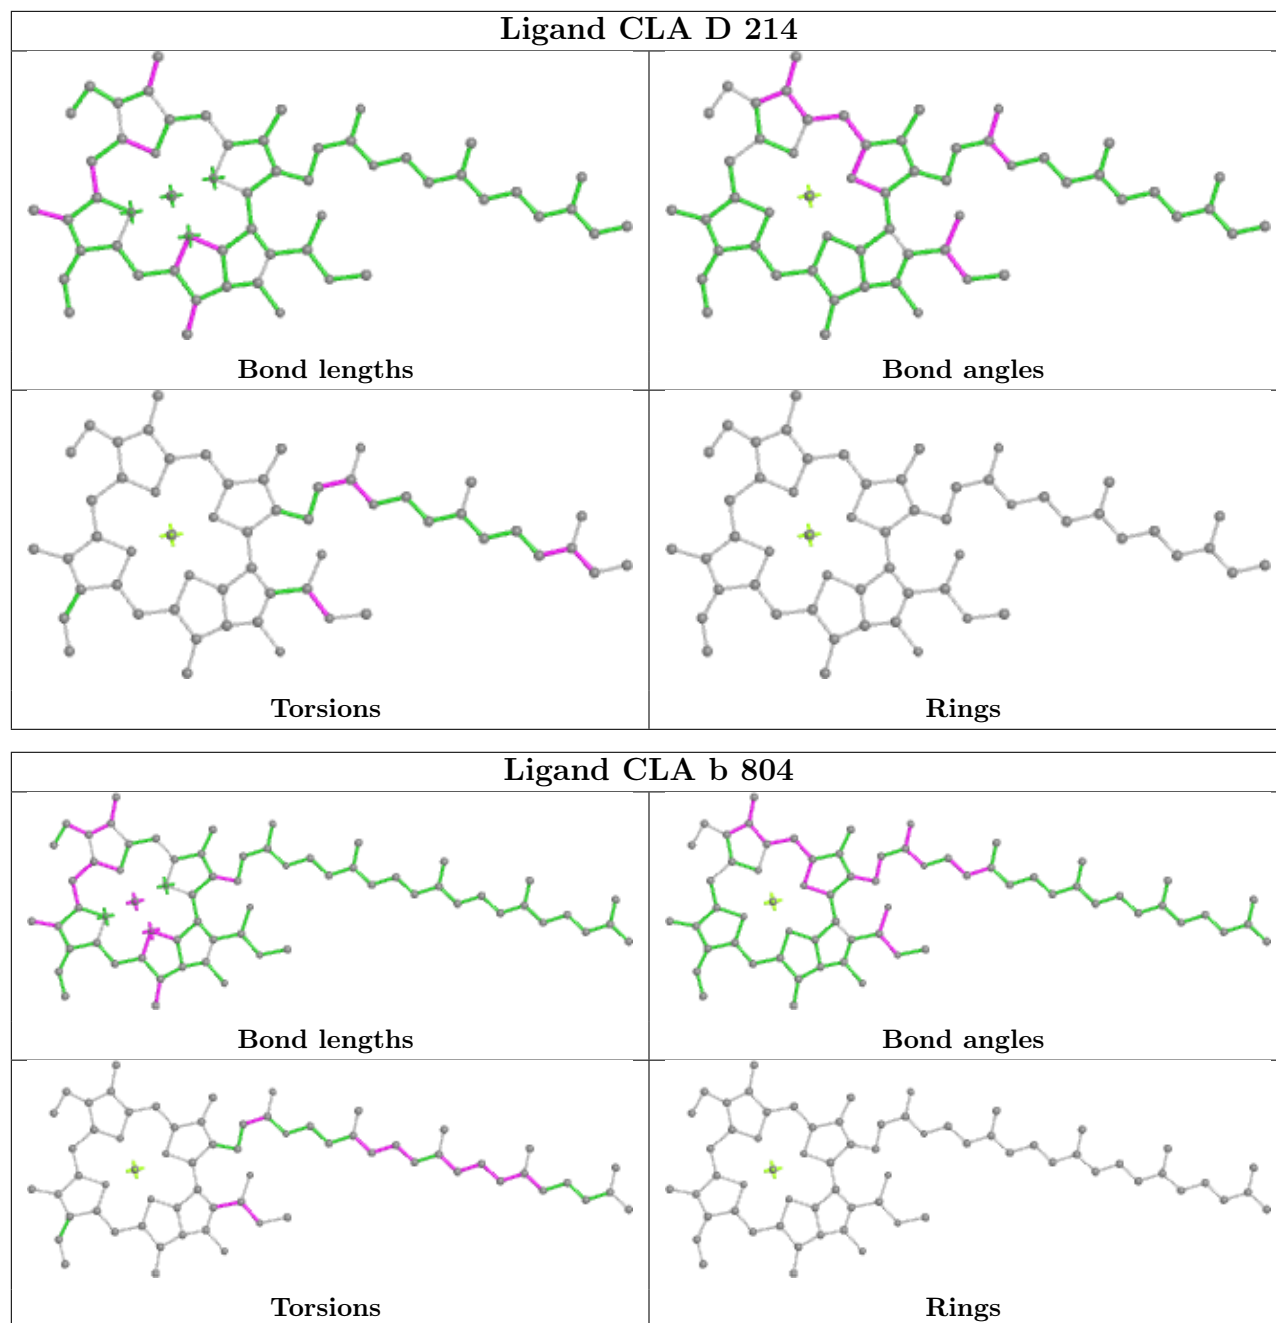 Ligand CLA D 214
Bond lengths
Bond angles
Torsions
Rings
Ligand CLA b 804
Bond lengths
Bond angles
Torsions
Rings